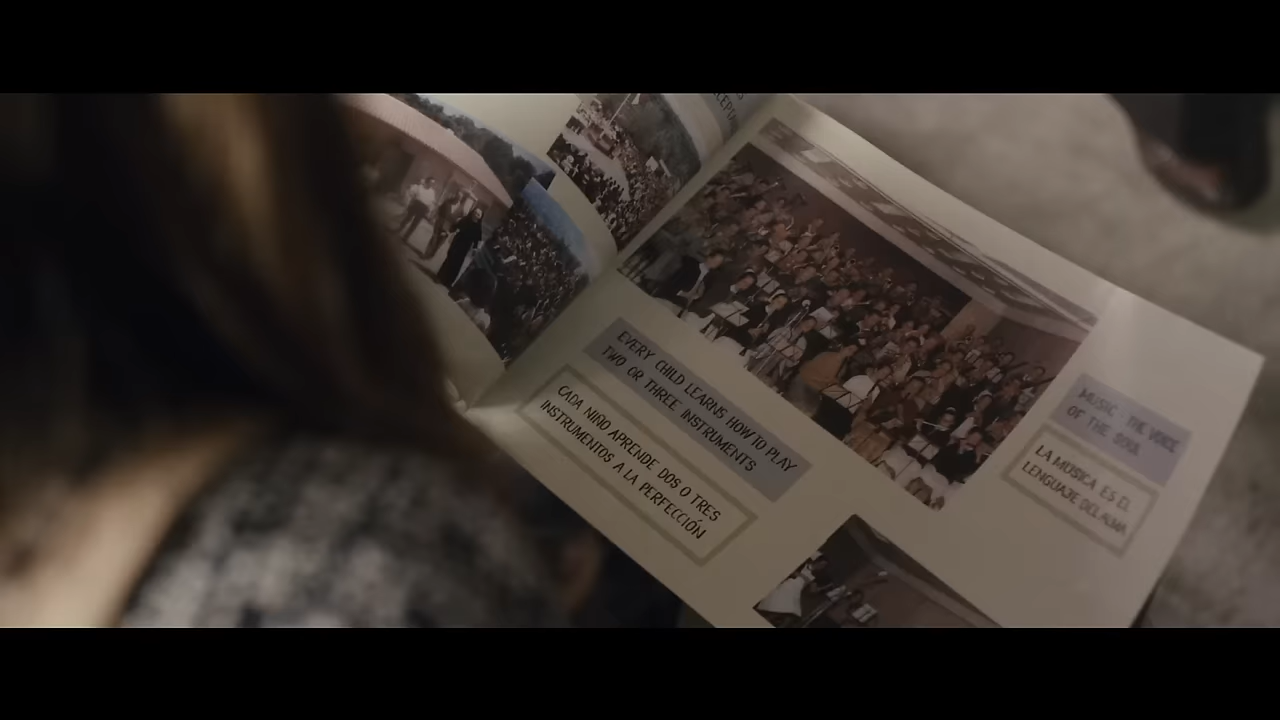 EVERY CHILD LEARNS HOW TO PLAY
TWO OR THREE INSTRUMENTS
CADA NIÑO APRENDE DOS O TRES
INSTRUMENTOS A LA PERFECCIÓN
MUSIC THE VOICE
OF THE SOUL
LA MUSICA ES EL
LENGUAJE DEL ALMA